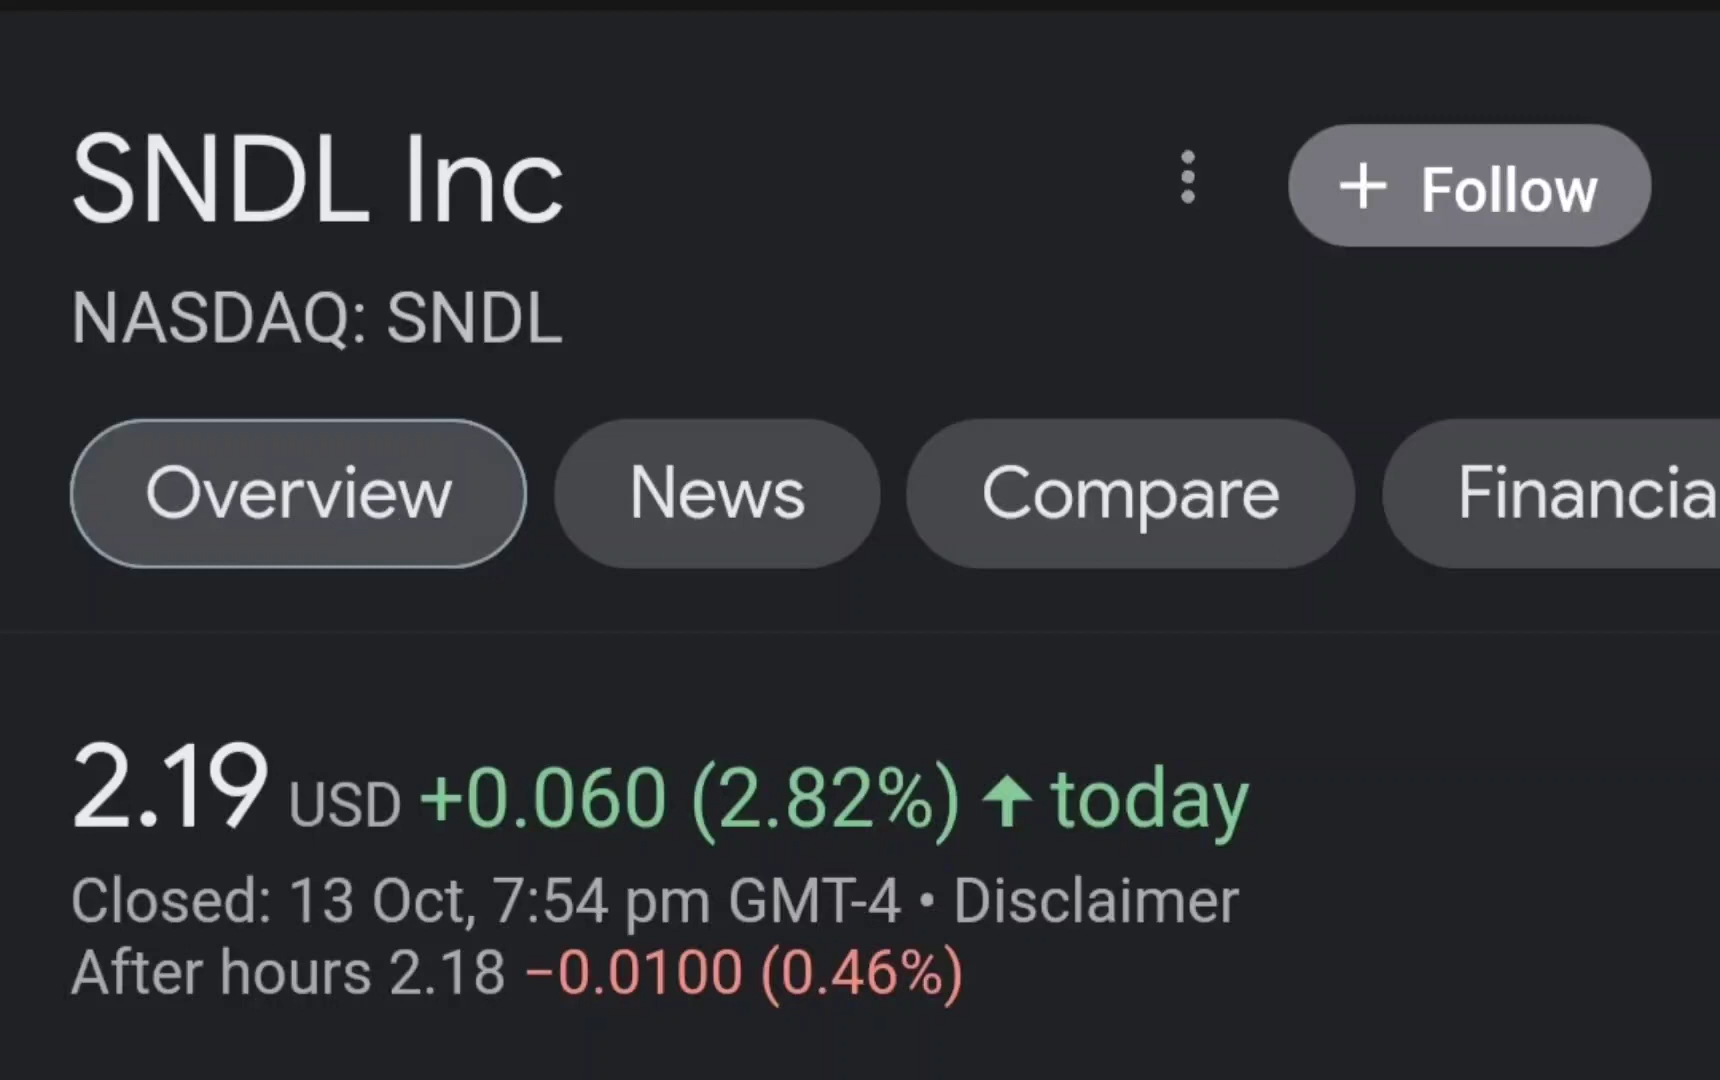 SNDL Inc
+ Follow
NASDAQ: SNDL
Overview News Compare Financia
2.19 USD +0.060 (2.82%) ↑ today
Closed: 13 Oct, 7:54 pm GMT-4 • Disclaimer
After hours 2.18 −0.0100 (0.46%)